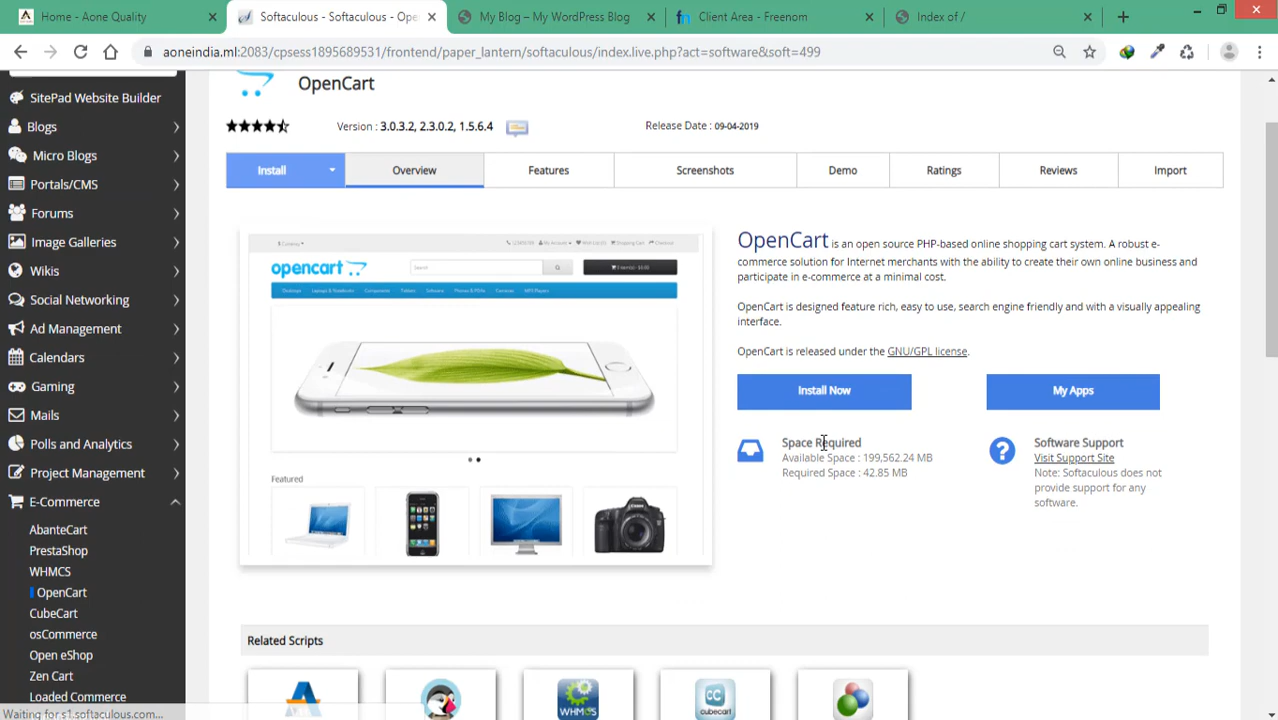 Home - Aone Quality
Softaculous - Softaculous - Ope
My Blog – My WordPress Blog
Client Area - Freenom
Index of /
aoneindia.ml:2083/cpsess1895689531/frontend/paper_lantern/softaculous/index.live.php?act=software&soft=499
SitePad Website Builder
Blogs
Micro Blogs
Portals/CMS
Forums
Image Galleries
Wikis
Social Networking
Ad Management
Calendars
Gaming
Mails
Polls and Analytics
Project Management
E-Commerce
AbanteCart
PrestaShop
WHMCS
OpenCart
CubeCart
osCommerce
Open eShop
Zen Cart
Loaded Commerce
Waiting for s1.softaculous.com...
OpenCart
Version : 3.0.3.2, 2.3.0.2, 1.5.6.4
Release Date : 09-04-2019
Install
Overview
Features
Screenshots
Demo
Ratings
Reviews
Import
opencart
Search
Featured
OpenCart is an open source PHP-based online shopping cart system. A robust e-
commerce solution for Internet merchants with the ability to create their own online business and
participate in e-commerce at a minimal cost.
OpenCart is designed feature rich, easy to use, search engine friendly and with a visually appealing
interface.
OpenCart is released under the GNU/GPL license.
Install Now
My Apps
Space Required
Available Space : 199,562.24 MB
Required Space : 42.85 MB
Software Support
Visit Support Site
Note: Softaculous does not
provide support for any
software.
Related Scripts
WHMCS
cubecart